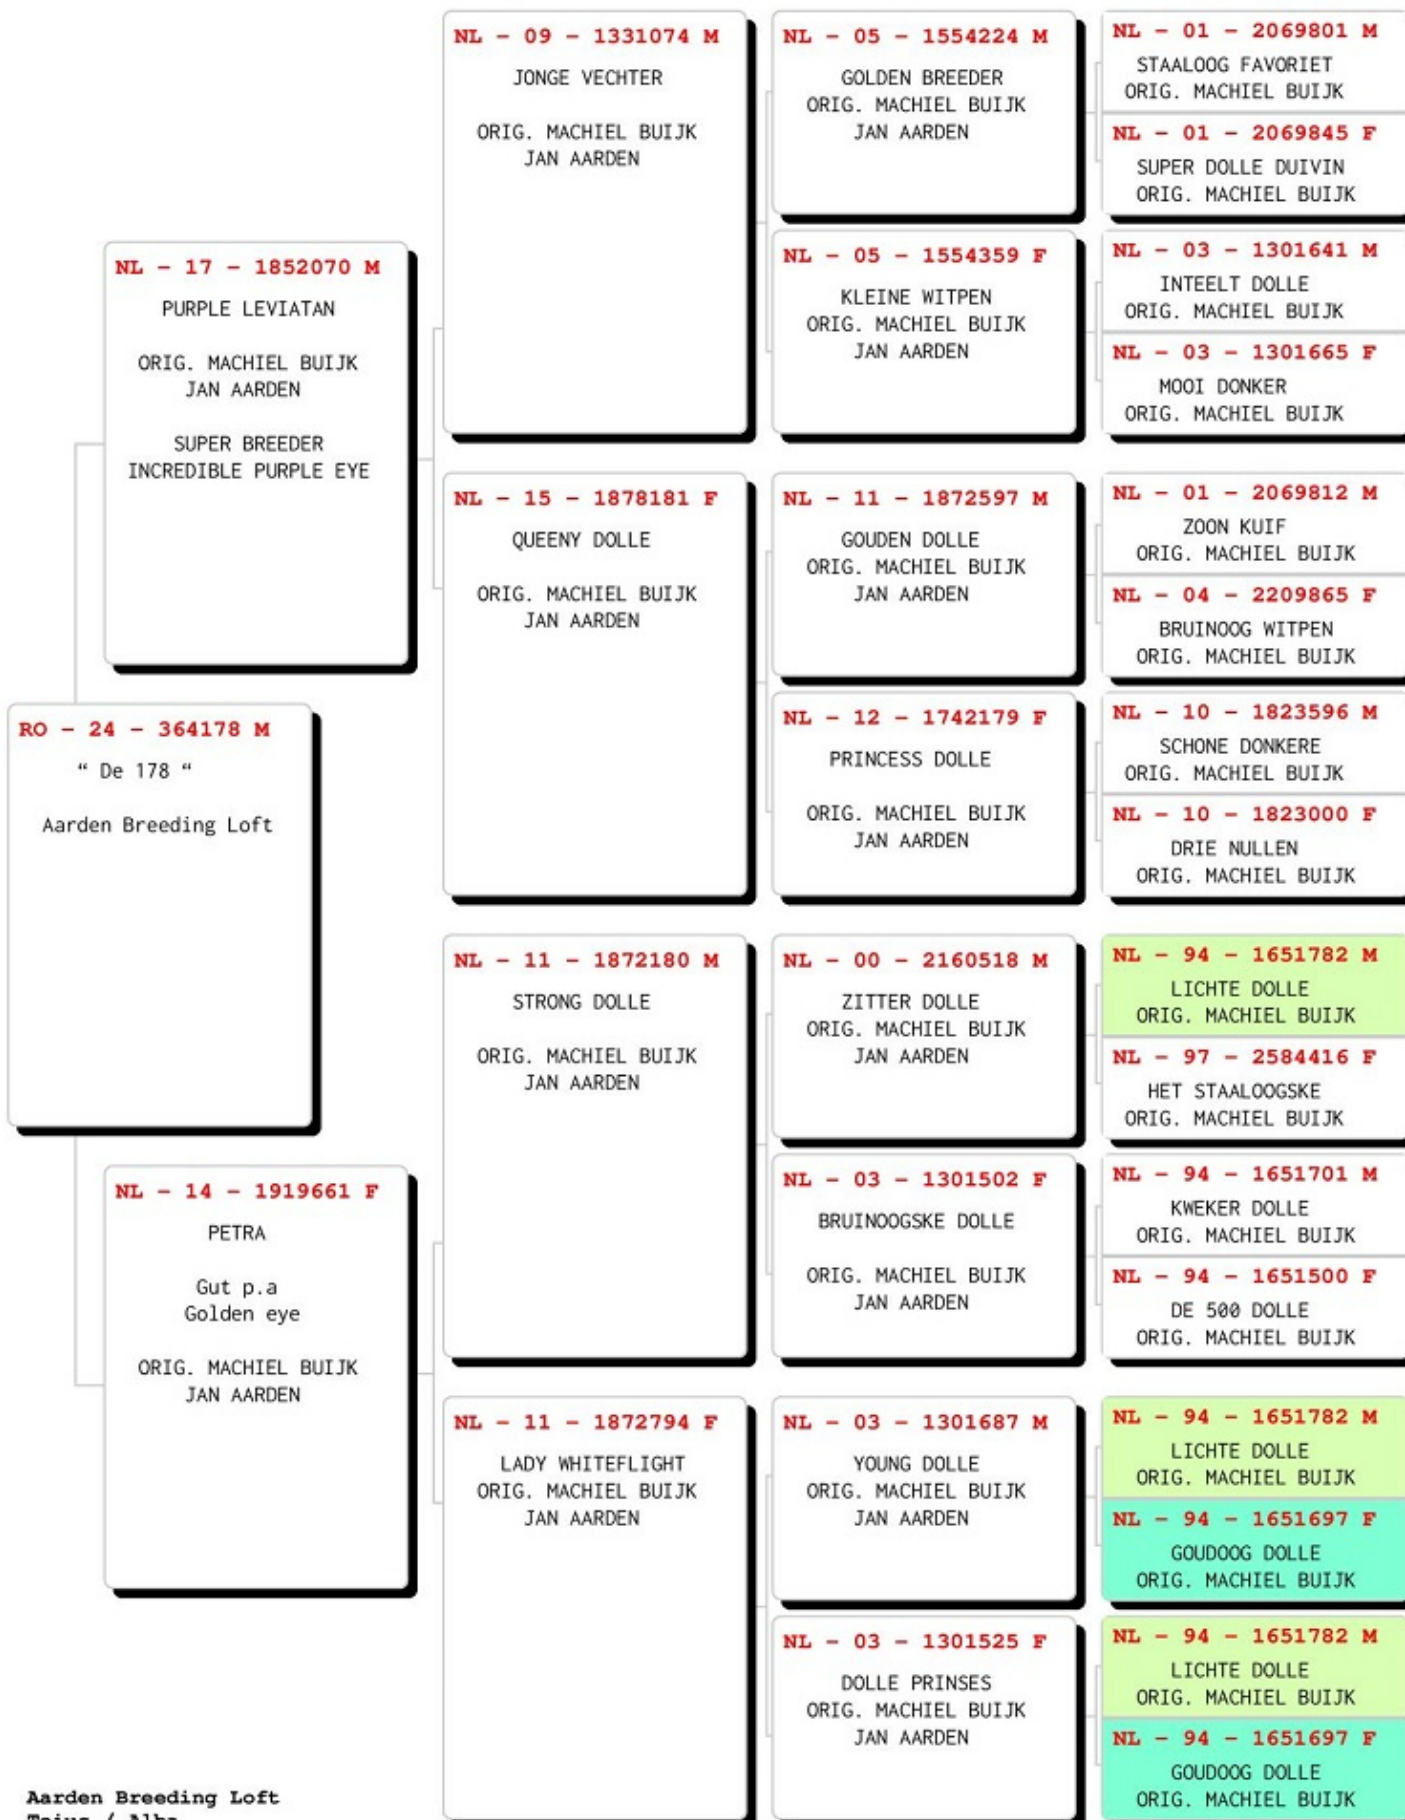 NL - 09 - 1331074 M
JONGE VECHTER
ORIG. MACHIEL BUIJK
JAN AARDEN
NL - 05 - 1554224 M
GOLDEN BREEDER
ORIG. MACHIEL BUIJK
JAN AARDEN
NL - 01 - 2069801 M
STAALOOG FAVORIET
ORIG. MACHIEL BUIJK
NL - 01 - 2069845 F
SUPER DOLLE DUIVIN
ORIG. MACHIEL BUIJK
NL - 17 - 1852070 M
PURPLE LEVIATAN
ORIG. MACHIEL BUIJK
JAN AARDEN
SUPER BREEDER
INCREDIBLE PURPLE EYE
NL - 05 - 1554359 F
KLEINE WITPEN
ORIG. MACHIEL BUIJK
JAN AARDEN
NL - 03 - 1301641 M
INTEELT DOLLE
ORIG. MACHIEL BUIJK
NL - 03 - 1301665 F
MOOI DONKER
ORIG. MACHIEL BUIJK
NL - 15 - 1878181 F
QUEENY DOLLE
ORIG. MACHIEL BUIJK
JAN AARDEN
NL - 11 - 1872597 M
GOUDEN DOLLE
ORIG. MACHIEL BUIJK
JAN AARDEN
NL - 01 - 2069812 M
ZOON KUIF
ORIG. MACHIEL BUIJK
NL - 04 - 2209865 F
BRUINOOG WITPEN
ORIG. MACHIEL BUIJK
RO - 24 - 364178 M
“ De 178 “
Aarden Breeding Loft
NL - 12 - 1742179 F
PRINCESS DOLLE
ORIG. MACHIEL BUIJK
JAN AARDEN
NL - 10 - 1823596 M
SCHONE DONKERE
ORIG. MACHIEL BUIJK
NL - 10 - 1823000 F
DRIE NULLEN
ORIG. MACHIEL BUIJK
NL - 11 - 1872180 M
STRONG DOLLE
ORIG. MACHIEL BUIJK
JAN AARDEN
NL - 00 - 2160518 M
ZITTER DOLLE
ORIG. MACHIEL BUIJK
JAN AARDEN
NL - 94 - 1651782 M
LICHTE DOLLE
ORIG. MACHIEL BUIJK
NL - 97 - 2584416 F
HET STAALOOGSKE
ORIG. MACHIEL BUIJK
NL - 14 - 1919661 F
PETRA
Gut p.a
Golden eye
ORIG. MACHIEL BUIJK
JAN AARDEN
NL - 03 - 1301502 F
BRUINOOGSKE DOLLE
ORIG. MACHIEL BUIJK
JAN AARDEN
NL - 94 - 1651701 M
KWEKER DOLLE
ORIG. MACHIEL BUIJK
NL - 94 - 1651500 F
DE 500 DOLLE
ORIG. MACHIEL BUIJK
NL - 11 - 1872794 F
LADY WHITEFLIGHT
ORIG. MACHIEL BUIJK
JAN AARDEN
NL - 03 - 1301687 M
YOUNG DOLLE
ORIG. MACHIEL BUIJK
JAN AARDEN
NL - 94 - 1651782 M
LICHTE DOLLE
ORIG. MACHIEL BUIJK
NL - 94 - 1651697 F
GOUDOOG DOLLE
ORIG. MACHIEL BUIJK
NL - 03 - 1301525 F
DOLLE PRINSES
ORIG. MACHIEL BUIJK
JAN AARDEN
NL - 94 - 1651782 M
LICHTE DOLLE
ORIG. MACHIEL BUIJK
NL - 94 - 1651697 F
GOUDOOG DOLLE
ORIG. MACHIEL BUIJK
Aarden Breeding Loft
/ Alba